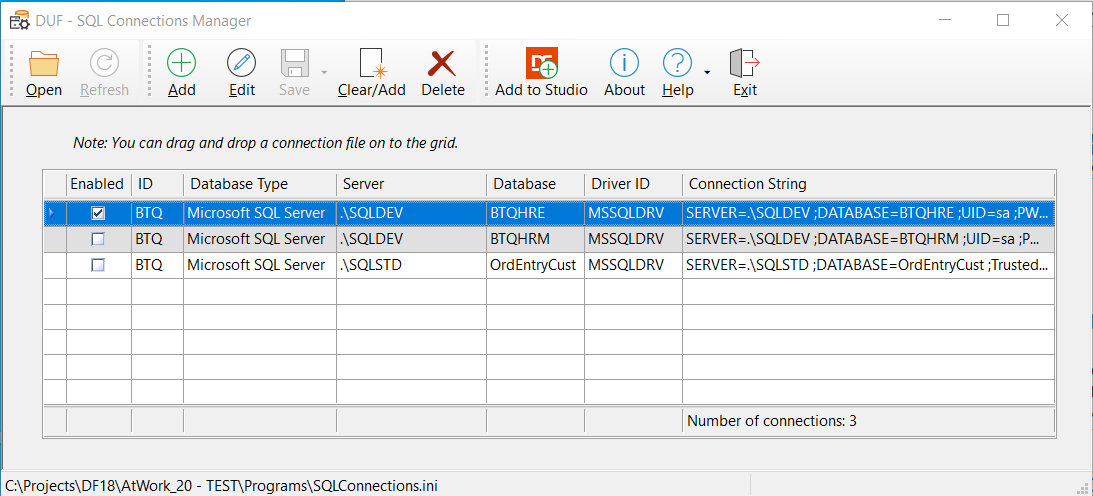 DUF - SQL Connections Manager
Open Refresh Add Edit Save Clear/Add Delete Add to Studio About Help Exit
Note: You can drag and drop a connection file on to the grid.
Enabled ID Database Type Server Database Driver ID Connection String
BTQ Microsoft SQL Server .\SQLDEV BTQHRE MSSQLDRV SERVER=.\SQLDEV ;DATABASE=BTQHRE ;UID=sa ;PW...
BTQ Microsoft SQL Server .\SQLDEV BTQHRM MSSQLDRV SERVER=.\SQLDEV ;DATABASE=BTQHRM ;UID=sa ;P...
BTQ Microsoft SQL Server .\SQLSTD OrdEntryCust MSSQLDRV SERVER=.\SQLSTD ;DATABASE=OrdEntryCust ;Trusted...
Number of connections: 3
C:\Projects\DF18\AtWork_20 - TEST\Programs\SQLConnections.ini